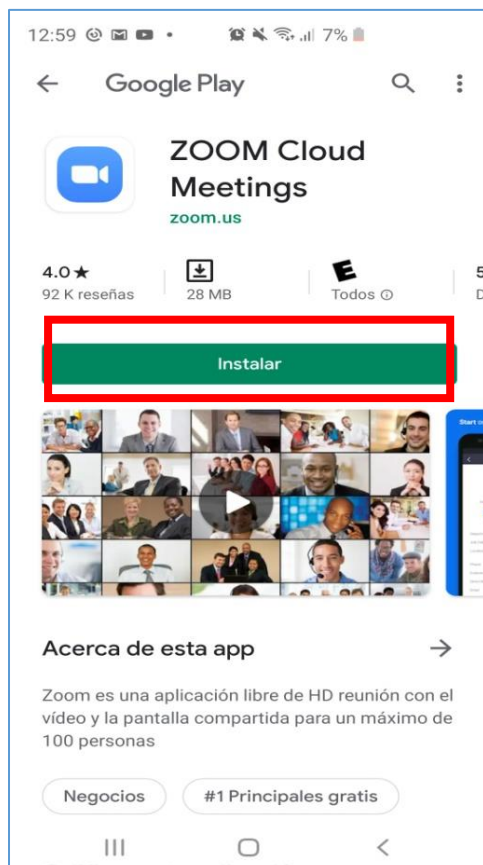 12:59 7%
Google Play
ZOOM Cloud
Meetings
zoom.us
4.0★
92 K reseñas
28 MB
E
Todos
5
D
Instalar
Start
Acerca de esta app
Zoom es una aplicación libre de HD reunión con el
vídeo y la pantalla compartida para un máximo de
100 personas
Negocios
#1 Principales gratis